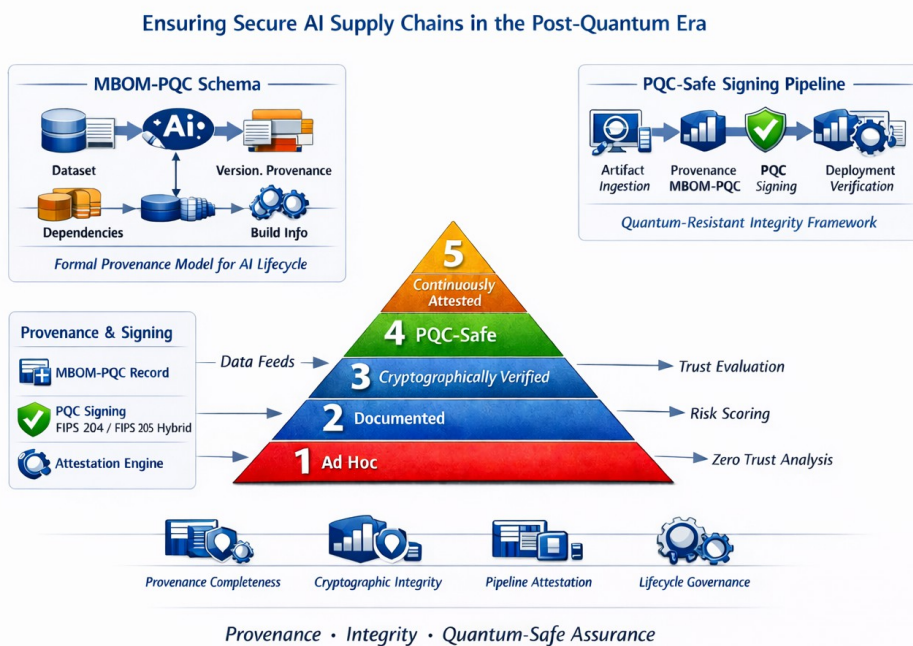 Ensuring Secure AI Supply Chains in the Post-Quantum Era
MBOM-PQC Schema
Ai
Dataset
Version. Provenance
Dependencies
Build Info
Formal Provenance Model for AI Lifecycle
PQC-Safe Signing Pipeline
Artifact
Ingestion
Provenance
MBOM-PQC
PQC
Signing
Deployment
Verification
Quantum-Resistant Integrity Framework
Provenance & Signing
MBOM-PQC Record
PQC Signing
FIPS 204 / FIPS 205 Hybrid
Attestation Engine
Data Feeds
5
Continuously
Attested
4 PQC-Safe
3 Cryptographically Verified
2 Documented
1 Ad Hoc
Trust Evaluation
Risk Scoring
Zero Trust Analysis
Provenance Completeness
Cryptographic Integrity
Pipeline Attestation
Lifecycle Governance
Provenance • Integrity • Quantum-Safe Assurance